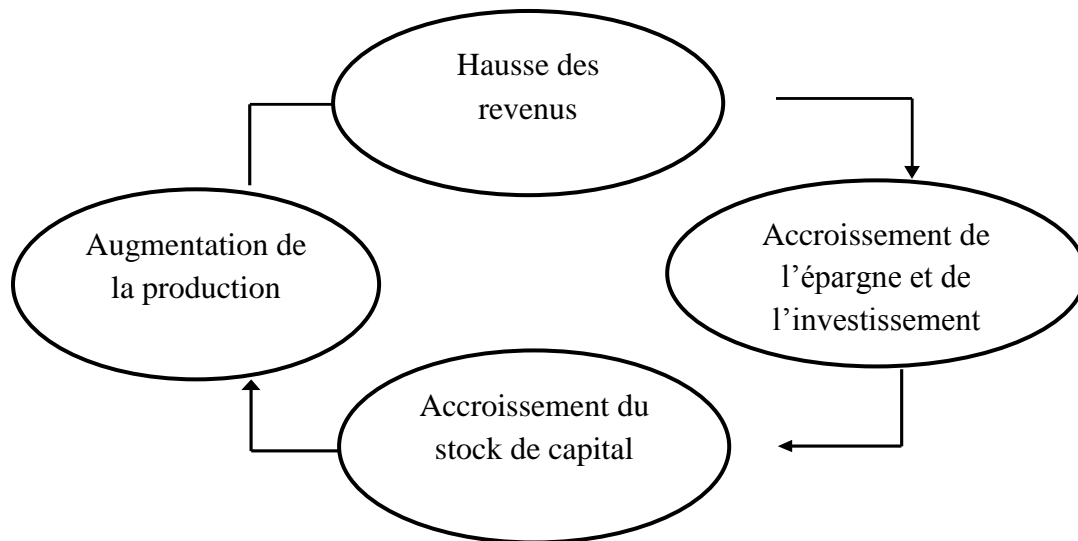 Hausse des
revenus
Accroissement de
l’épargne et de
l’investissement
Accroissement du
stock de capital
Augmentation de
la production